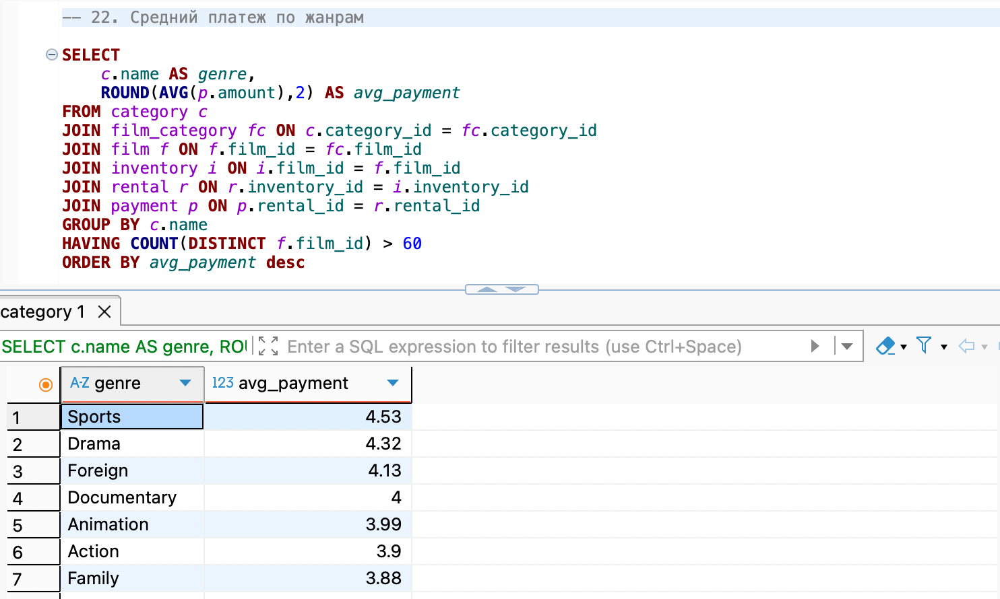 -- 22. Средний платеж по жанрам
SELECT
c.name AS genre,
ROUND(AVG(p.amount),2) AS avg_payment
FROM category c
JOIN film_category fc ON c.category_id = fc.category_id
JOIN film f ON f.film_id = fc.film_id
JOIN inventory i ON i.film_id = f.film_id
JOIN rental r ON r.inventory_id = i.inventory_id
JOIN payment p ON p.rental_id = r.rental_id
GROUP BY c.name
HAVING COUNT(DISTINCT f.film_id) > 60
ORDER BY avg_payment desc
category 1
SELECT c.name AS genre, ROU Enter a SQL expression to filter results (use Ctrl+Space)
A-Z genre 123 avg_payment
1 Sports 4.53
2 Drama 4.32
3 Foreign 4.13
4 Documentary 4
5 Animation 3.99
6 Action 3.9
7 Family 3.88